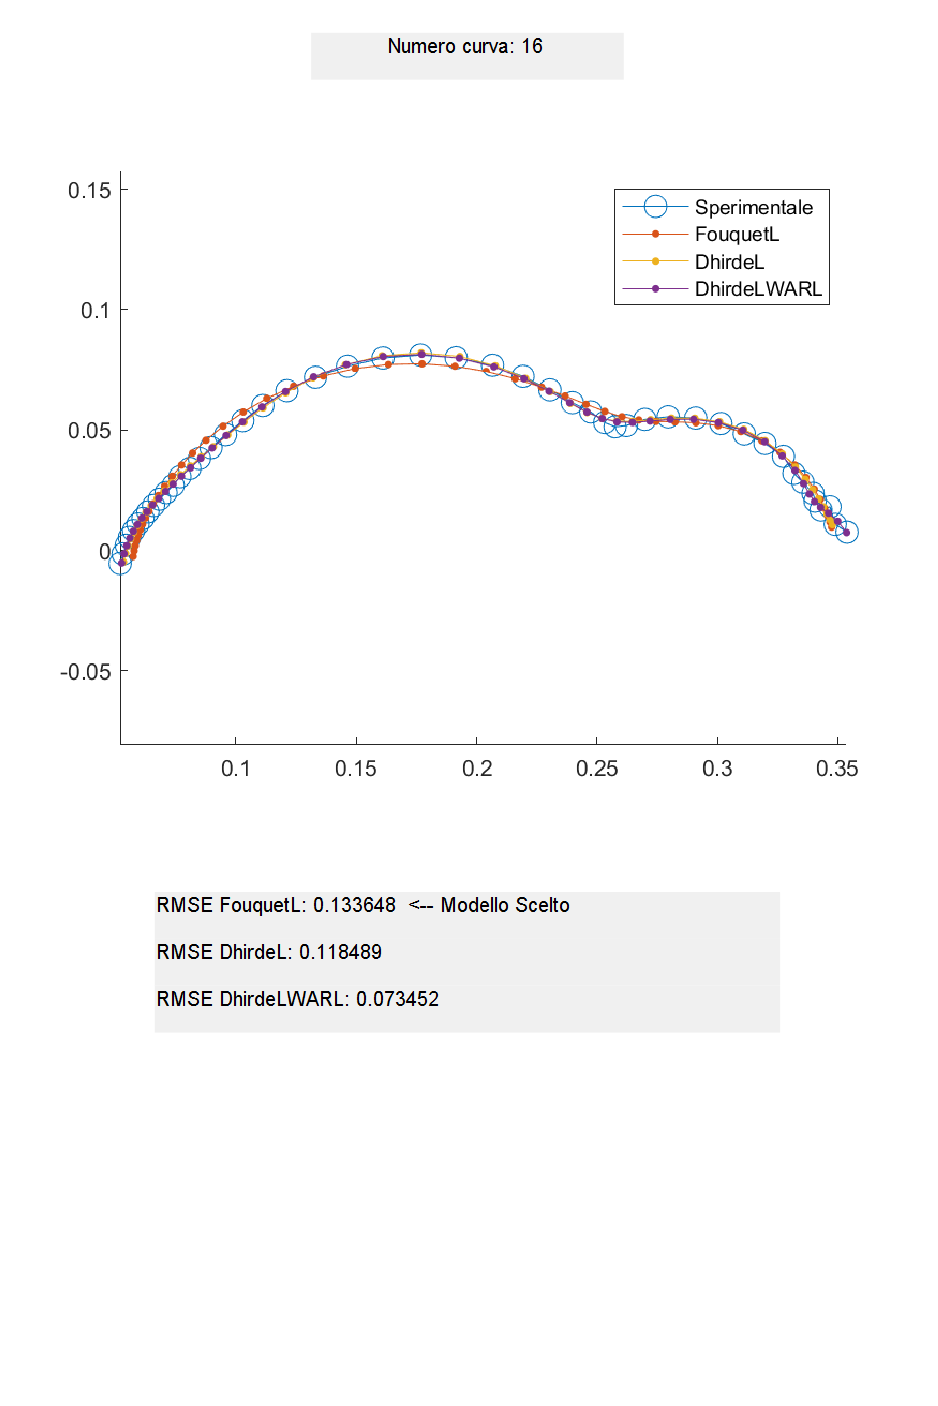 Numero curva: 16
0.15
0.1
0.05
0
-0.05
Sperimentale
FouquetL
DhirdeL
DhirdeLWARL
0.1 0.15 0.2 0.25 0.3 0.35
RMSE FouquetL: 0.133648 <-- Modello Scelto
RMSE DhirdeL: 0.118489
RMSE DhirdeLWARL: 0.073452